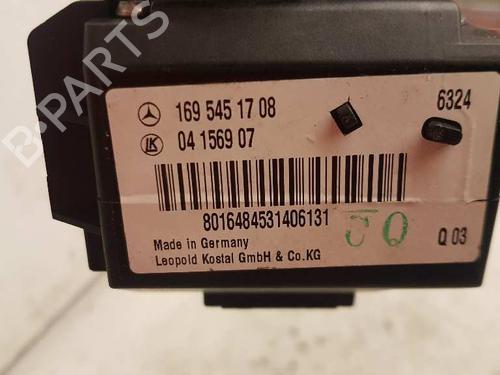 B-PARTS
169 545 17 08
6324
LK
04 1569 07
8016484531406131
Made in Germany
Leopold Kostal GmbH & Co.KG
Q 03